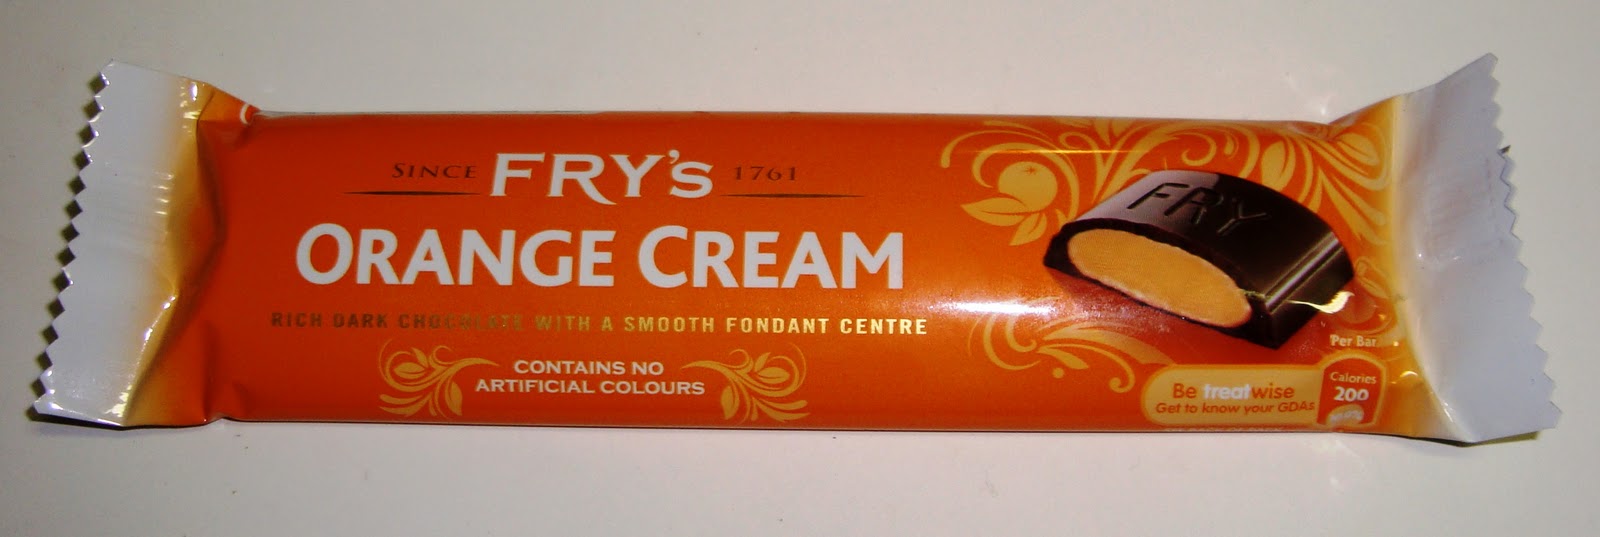 SINCE FRY's 1761
ORANGE CREAM
RICH DARK CHOCOLATE WITH A SMOOTH FONDANT CENTRE
CONTAINS NO
ARTIFICIAL COLOURS
FRY
Per Bar
Be treatwise
Get to know your GDAs
Calories
200